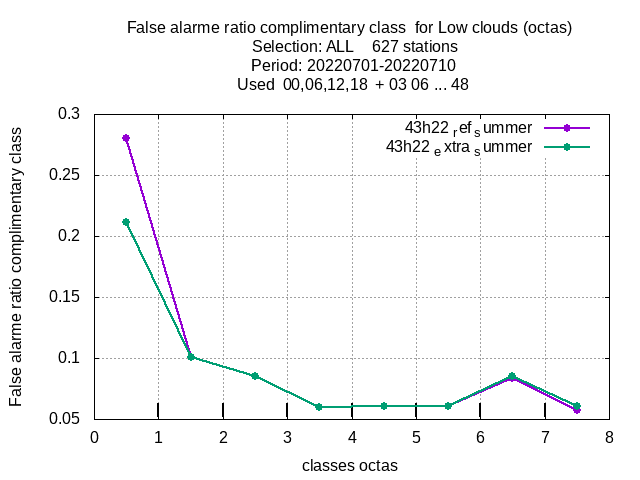 False alarme ratio complimentary class  for Low clouds (octas)
Selection: ALL    627 stations
Period: 20220701-20220710
Used  00,06,12,18  + 03 06 ... 48
43h22 ref summer
43h22 extra summer
False alarme ratio complimentary class
0.3
0.25
0.2
0.15
0.1
0.05
0 1 2 3 4 5 6 7 8
classes octas